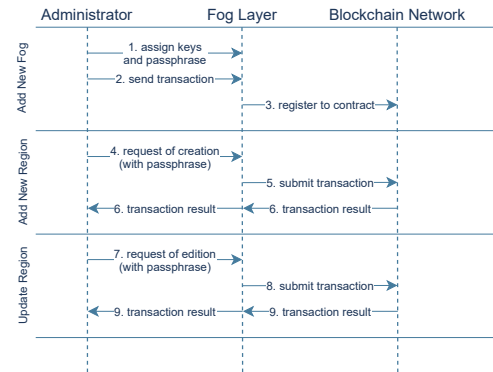 Administrator
Fog Layer
Blockchain Network
Add New Fog
1. assign keys
and passphrase
2. send transaction
3. register to contract
Add New Region
4. request of creation
(with passphrase)
5. submit transaction
6. transaction result
6. transaction result
Update Region
7. request of edition
(with passphrase)
8. submit transaction
9. transaction result
9. transaction result